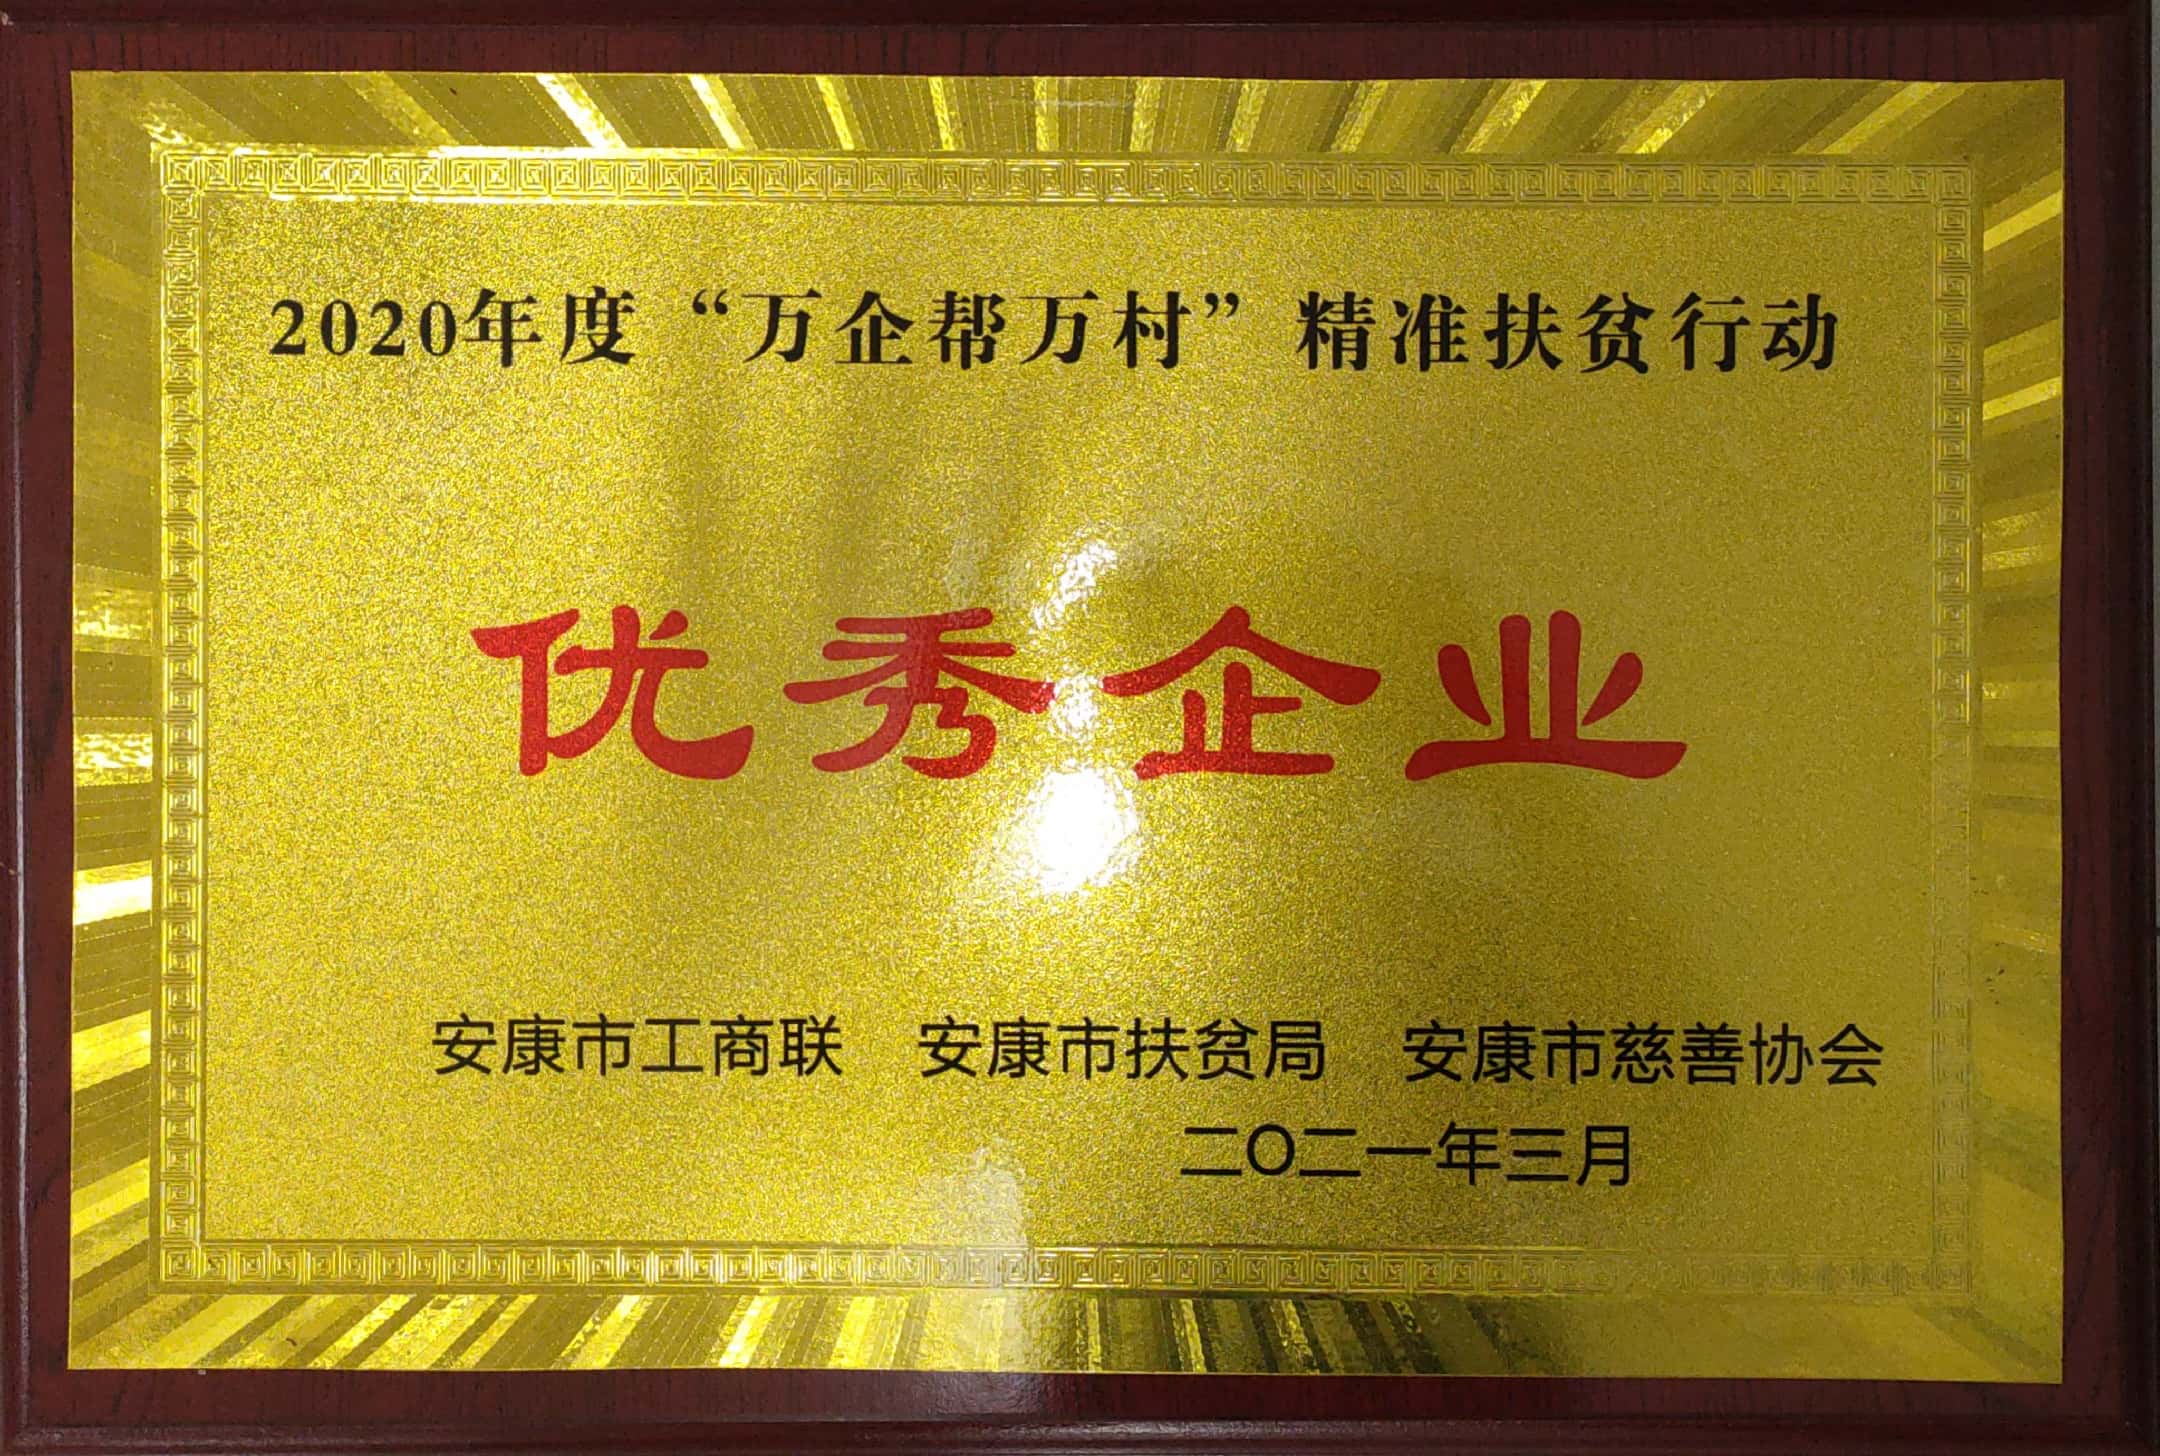 2020年度“万企帮万村”精准扶贫行动
优秀企业
安康市工商联 安康市扶贫局 安康市慈善协会
二〇二一年三月